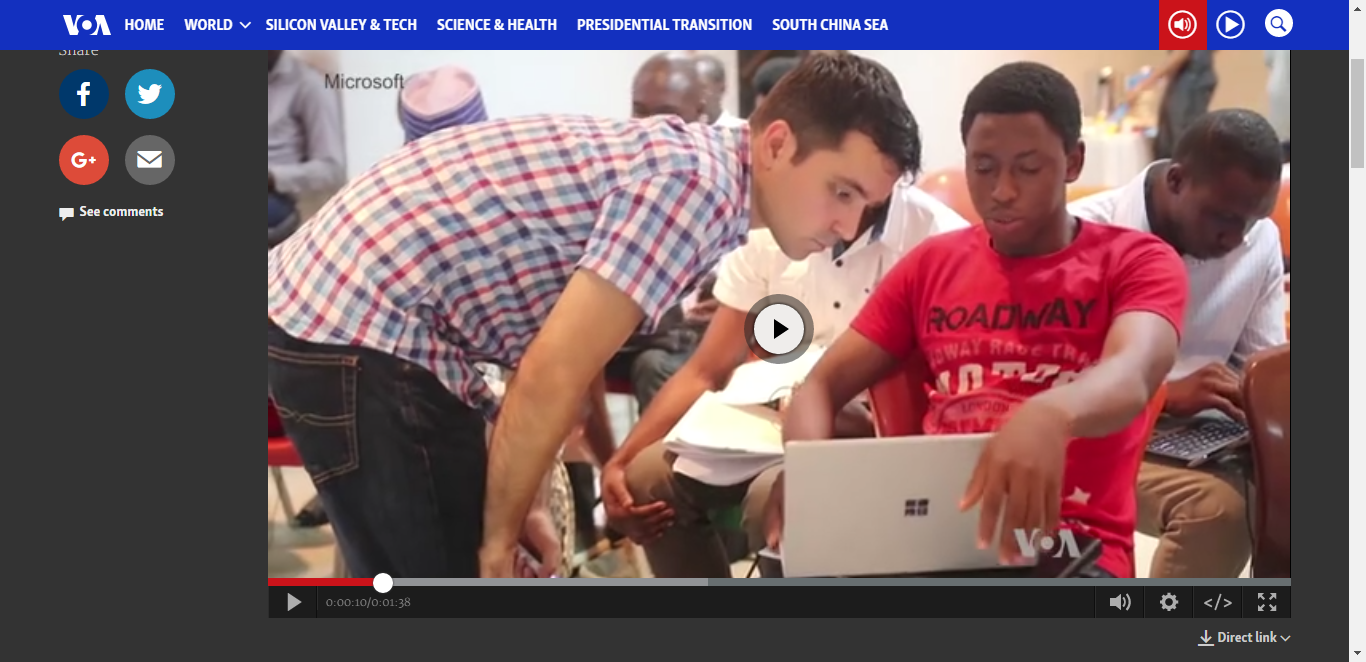 VOA HOME WORLD SILICON VALLEY & TECH SCIENCE & HEALTH PRESIDENTIAL TRANSITION SOUTH CHINA SEA
Share
f
G+
See comments
Microsoft
ROADWAY
LONDON
VOA
0:00:10/0:01:38
</>
Direct link